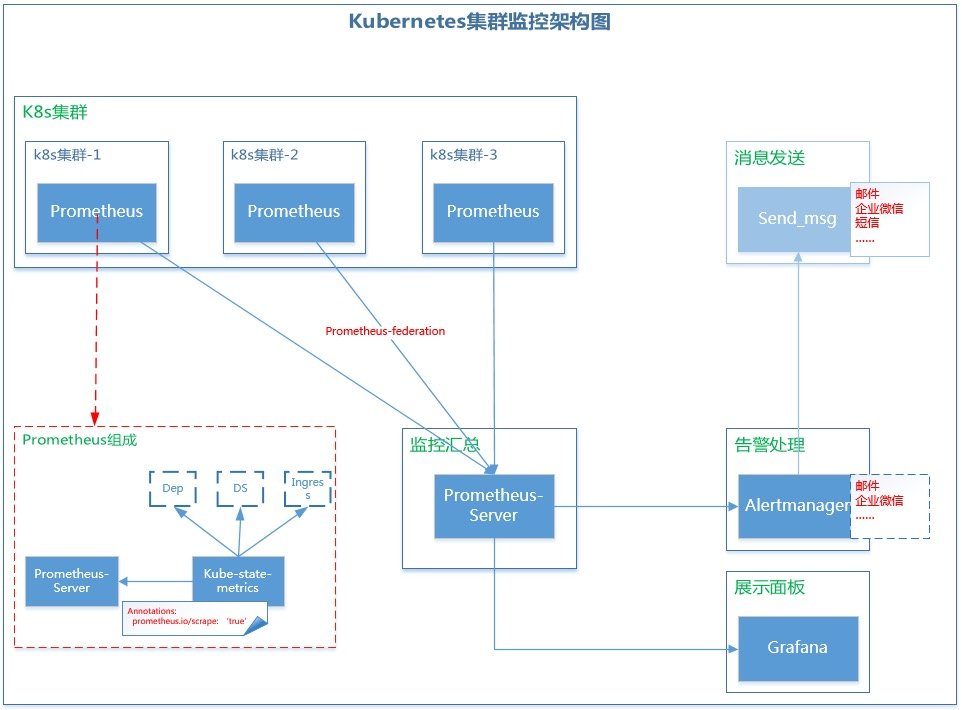 Kubernetes集群监控架构图
K8s集群
k8s集群-1
k8s集群-2
k8s集群-3
Prometheus
Prometheus
Prometheus
消息发送
Send_msg
邮件
企业微信
短信
......
Prometheus-federation
Prometheus组成
Dep
DS
Ingres
s
Prometheus-
Server
Kube-state-
metrics
Annotations:
prometheus.io/scrape: 'true'
监控汇总
Prometheus-
Server
告警处理
Alertmanager
邮件
企业微信
......
展示面板
Grafana